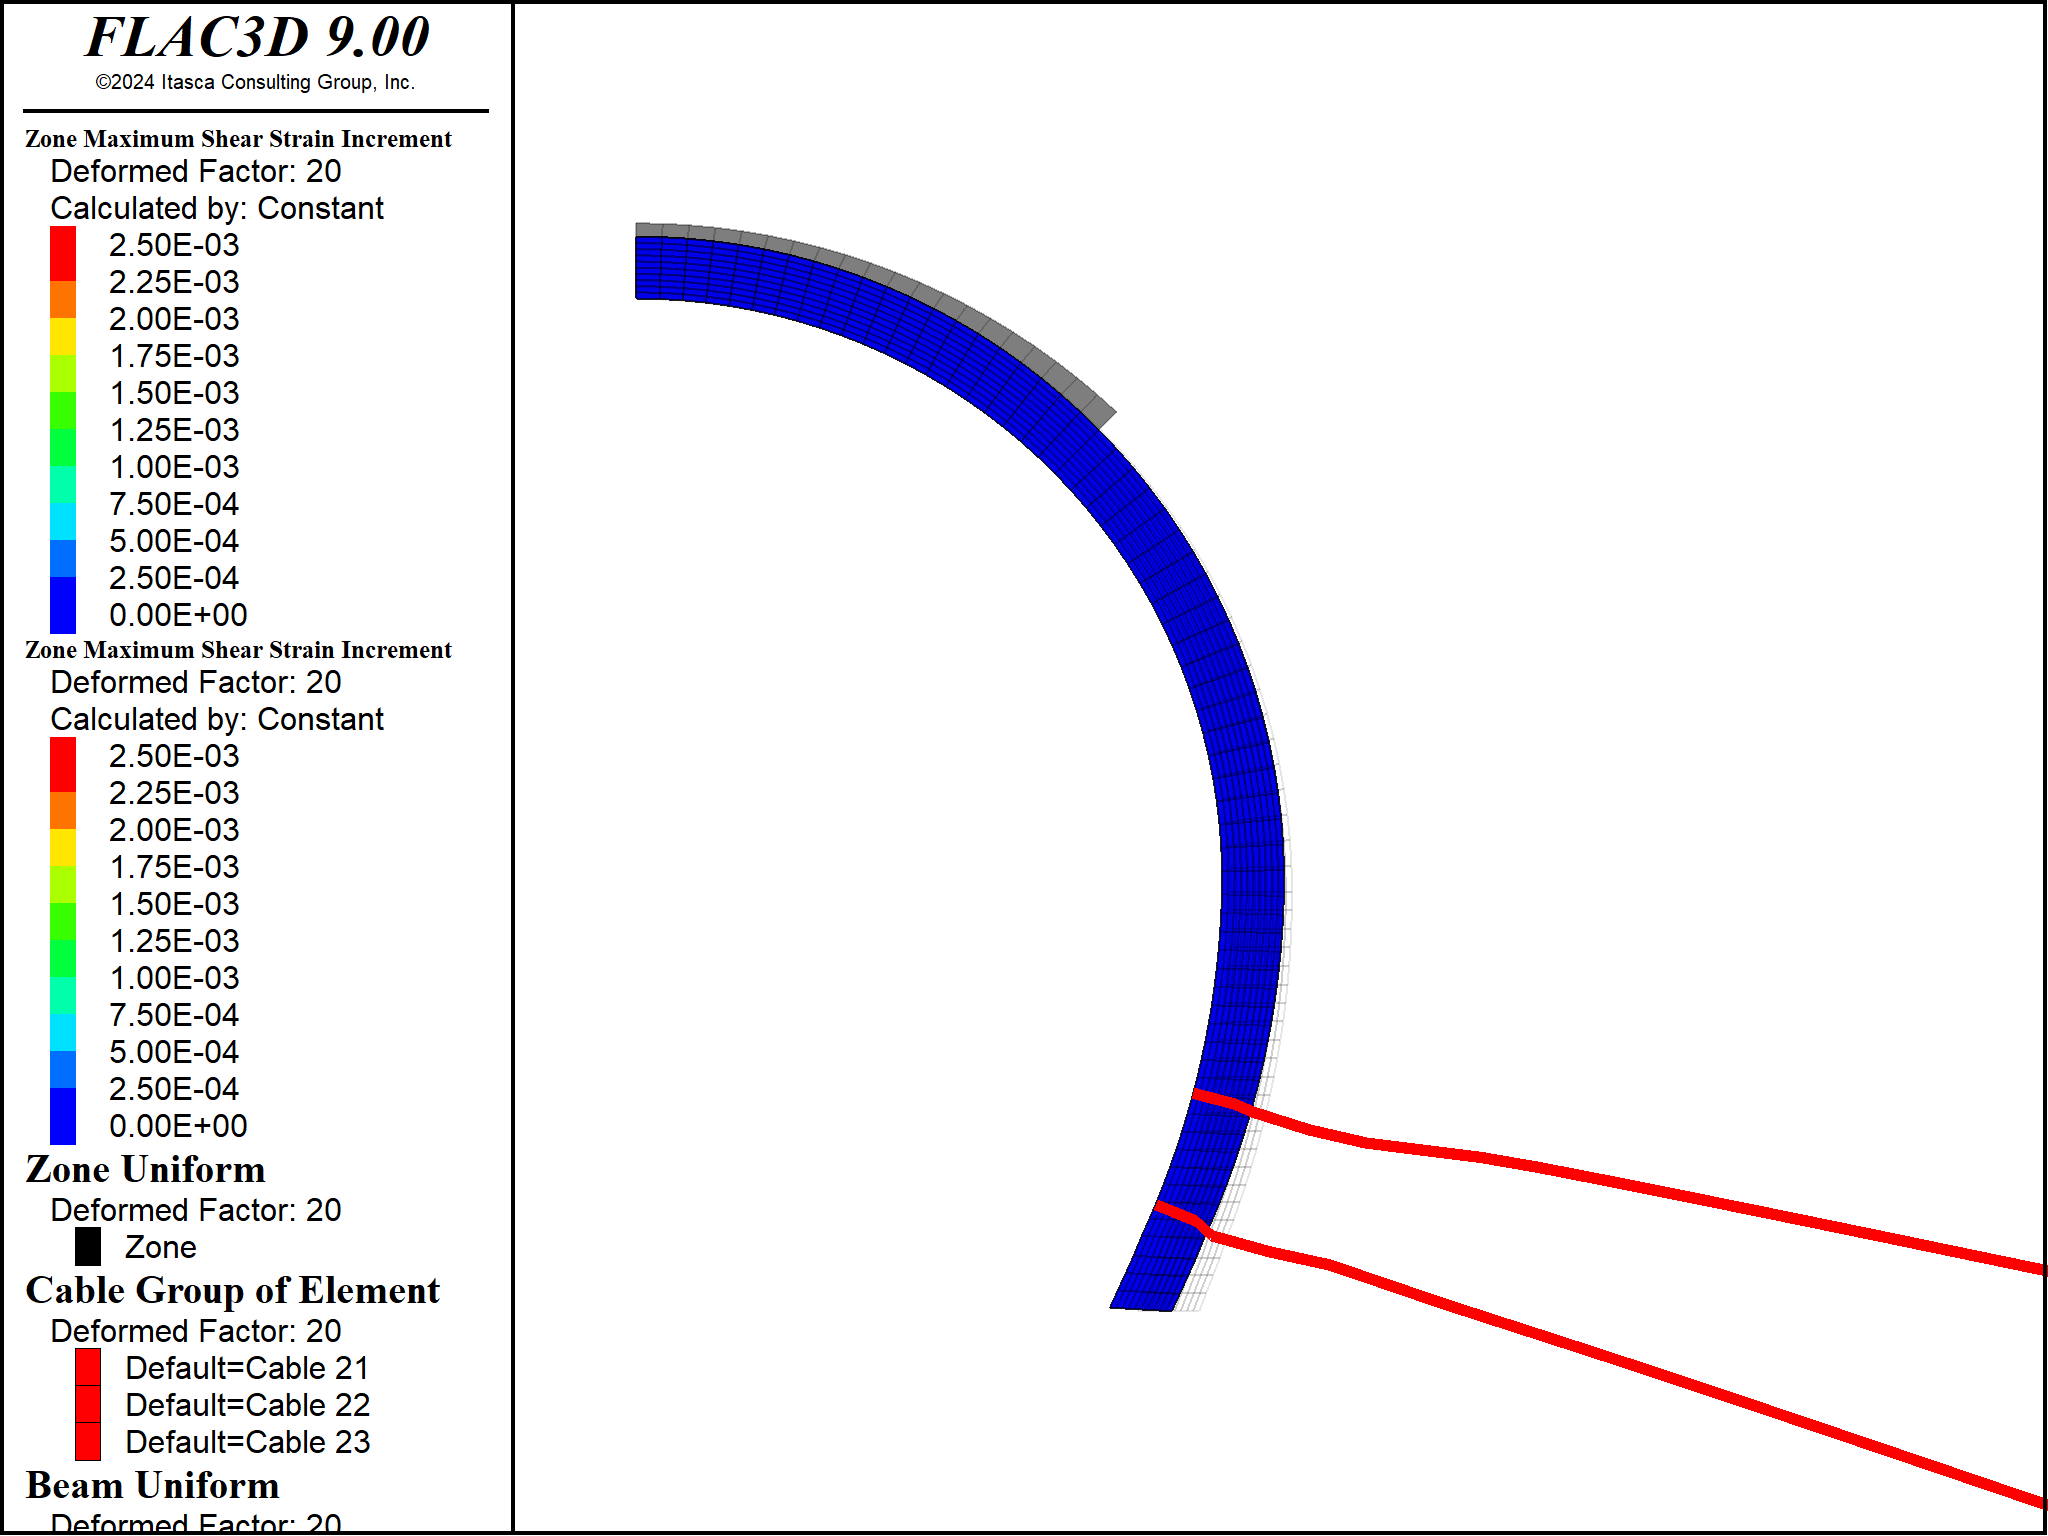 FLAC3D 9.00
©2024 Itasca Consulting Group, Inc.
Zone Maximum Shear Strain Increment
Deformed Factor: 20
Calculated by: Constant
2.50E-03
2.25E-03
2.00E-03
1.75E-03
1.50E-03
1.25E-03
1.00E-03
7.50E-04
5.00E-04
2.50E-04
0.00E+00
Zone Maximum Shear Strain Increment
Deformed Factor: 20
Calculated by: Constant
2.50E-03
2.25E-03
2.00E-03
1.75E-03
1.50E-03
1.25E-03
1.00E-03
7.50E-04
5.00E-04
2.50E-04
0.00E+00
Zone Uniform
Deformed Factor: 20
Zone
Cable Group of Element
Deformed Factor: 20
Default=Cable 21
Default=Cable 22
Default=Cable 23
Beam Uniform
Deformed Factor: 20